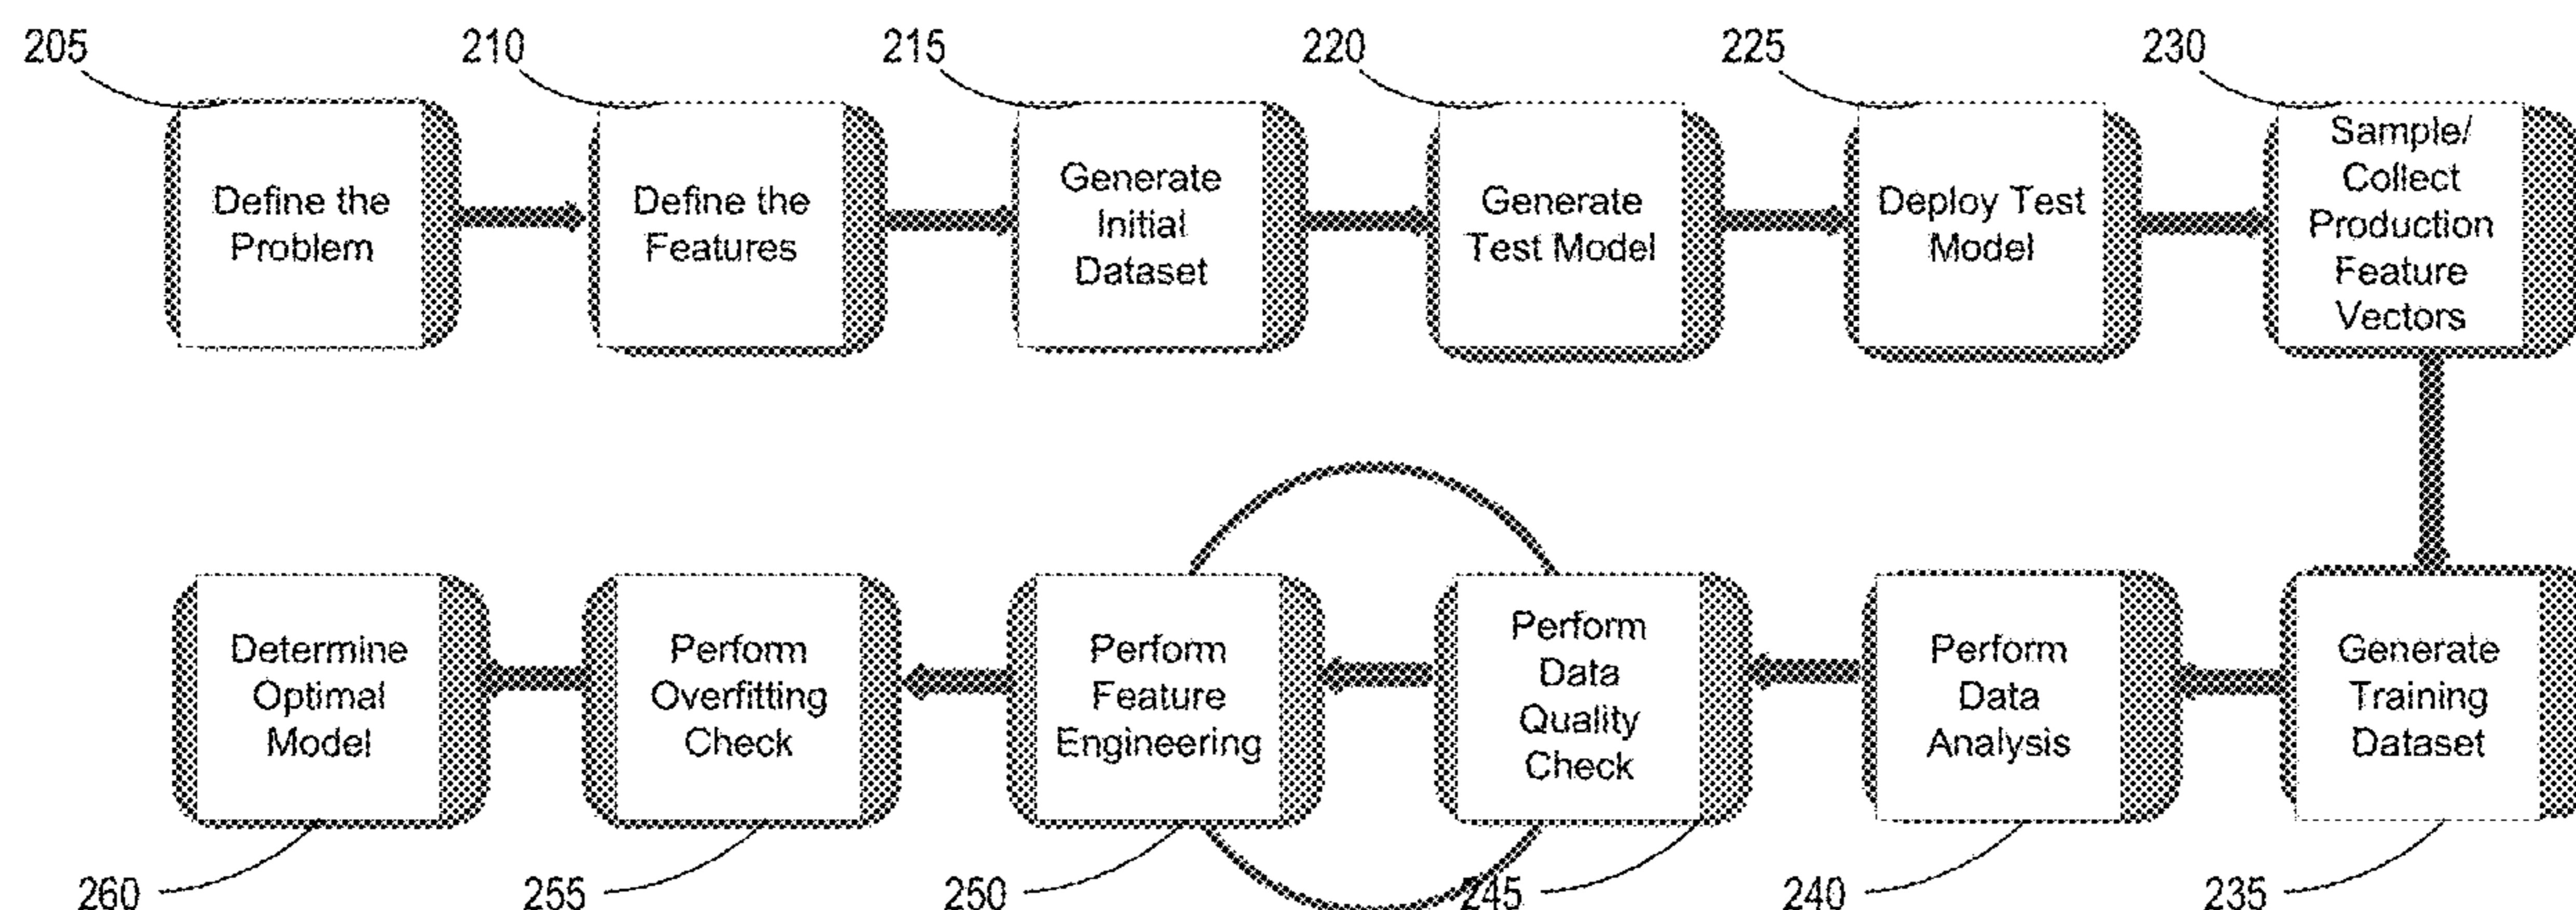 205
210
215
220
225
230
Define the
Problem
Define the
Features
Generate
Initial
Dataset
Generate
Test Model
Deploy Test
Model
Sample/
Collect
Production
Feature
Vectors
Determine
Optimal
Model
Perform
Overfitting
Check
Perform
Feature
Engineering
Perform
Data
Quality
Check
Perform
Data
Analysis
Generate
Training
Dataset
260
255
250
245
240
235